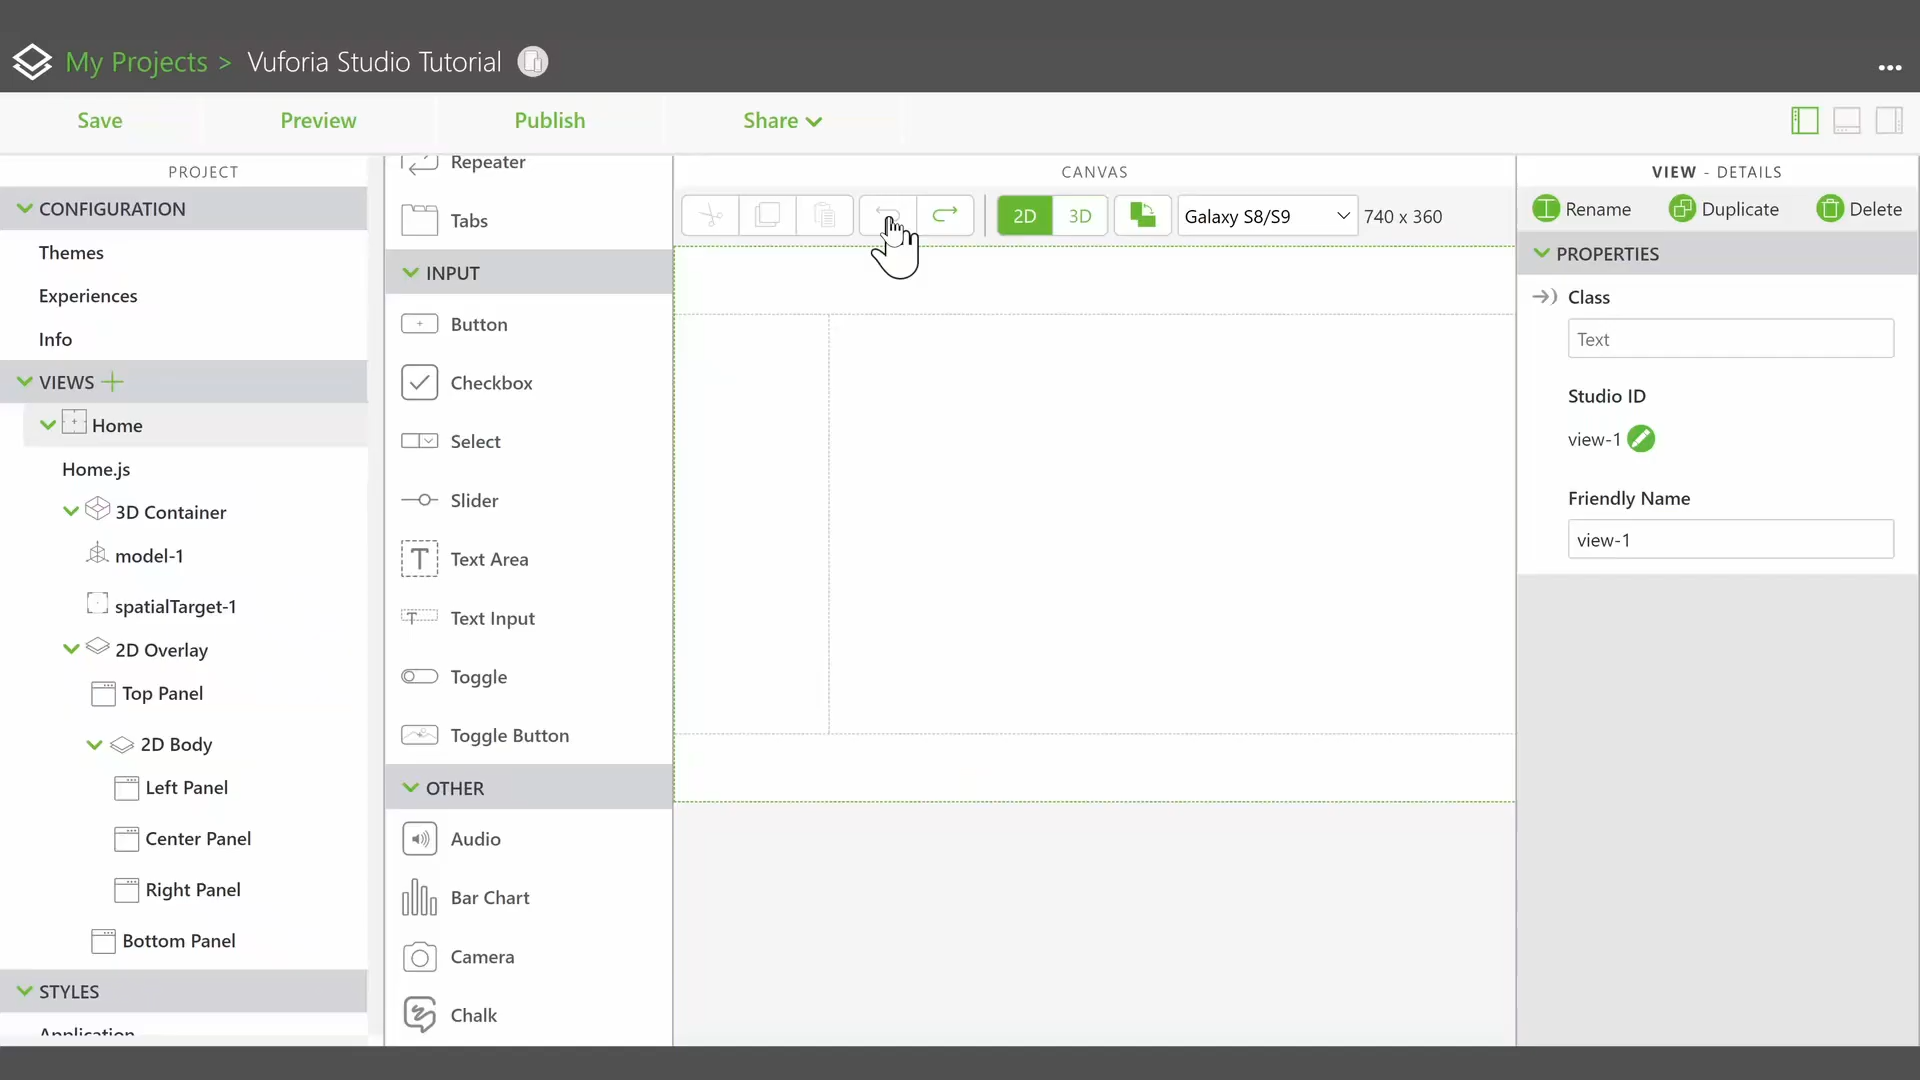 My Projects > Vuforia Studio Tutorial
...
Save
Preview
Publish
Share
PROJECT
CONFIGURATION
Themes
Experiences
Info
VIEWS
Home
Home.js
3D Container
model-1
spatialTarget-1
2D Overlay
Top Panel
2D Body
Left Panel
Center Panel
Right Panel
Bottom Panel
STYLES
Application
Repeater
Tabs
INPUT
Button
Checkbox
Select
Slider
Text Area
Text Input
Toggle
Toggle Button
OTHER
Audio
Bar Chart
Camera
Chalk
CANVAS
2D
3D
Galaxy S8/S9
740 x 360
VIEW - DETAILS
Rename
Duplicate
Delete
PROPERTIES
Class
Text
Studio ID
view-1
Friendly Name
view-1